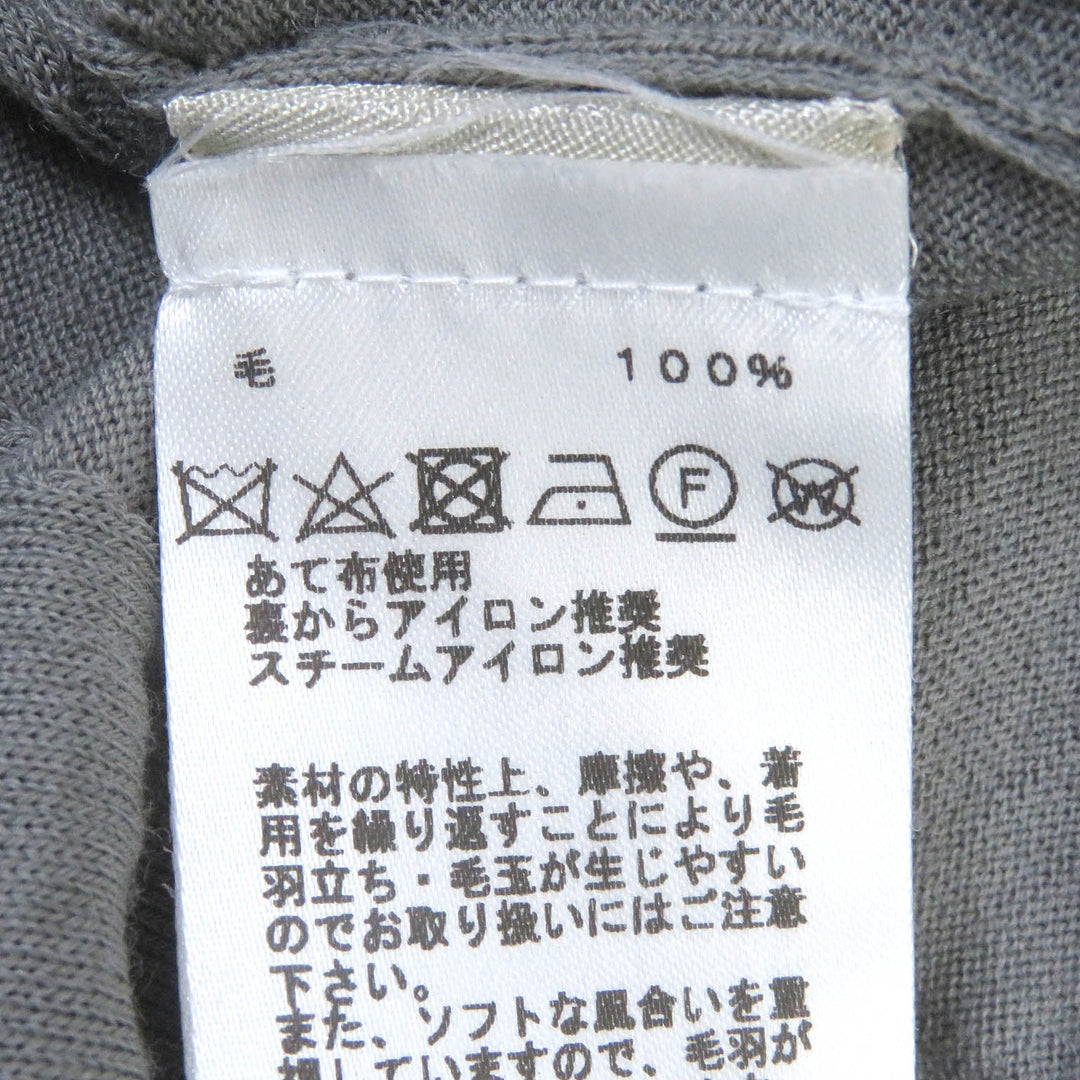 毛 100%
F
W
あて布使用
裏からアイロン推奨
スチームアイロン推奨
素材の特性上、摩擦や、着
用を繰り返すことにより毛
羽立ち・毛玉が生じやすい
のでお取り扱いにはご注意
下さい。
また、ソフトな風合いを重
視していますので、毛羽が